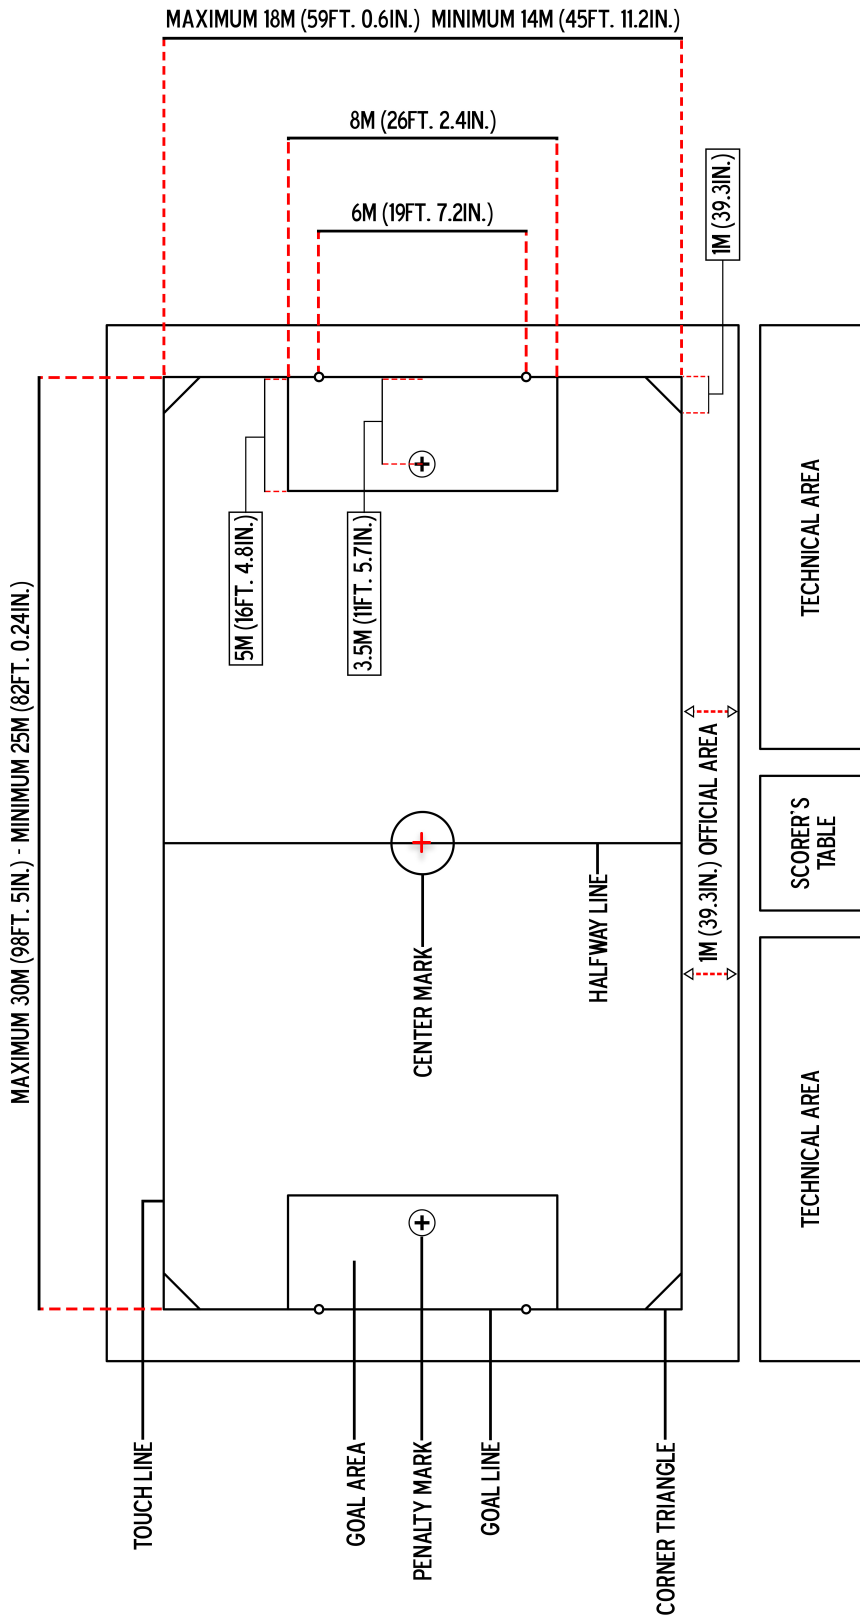 MAXIMUM 18M (59FT. 0.6IN.) MINIMUM 14M (45FT. 11.2IN.)
8M (26FT. 2.4IN.)
6M (19FT. 7.2IN.)
1M (39.3IN.)
5M (16FT. 4.8IN.)
3.5M (11FT. 5.7IN.)
MAXIMUM 30M (98FT. 5IN.) - MINIMUM 25M (82FT. 0.24IN.)
TECHNICAL AREA
1M (39.3IN.) OFFICIAL AREA
SCORER'S
TABLE
HALFWAY LINE
CENTER MARK
TECHNICAL AREA
TOUCH LINE
GOAL AREA
PENALTY MARK
GOAL LINE
CORNER TRIANGLE